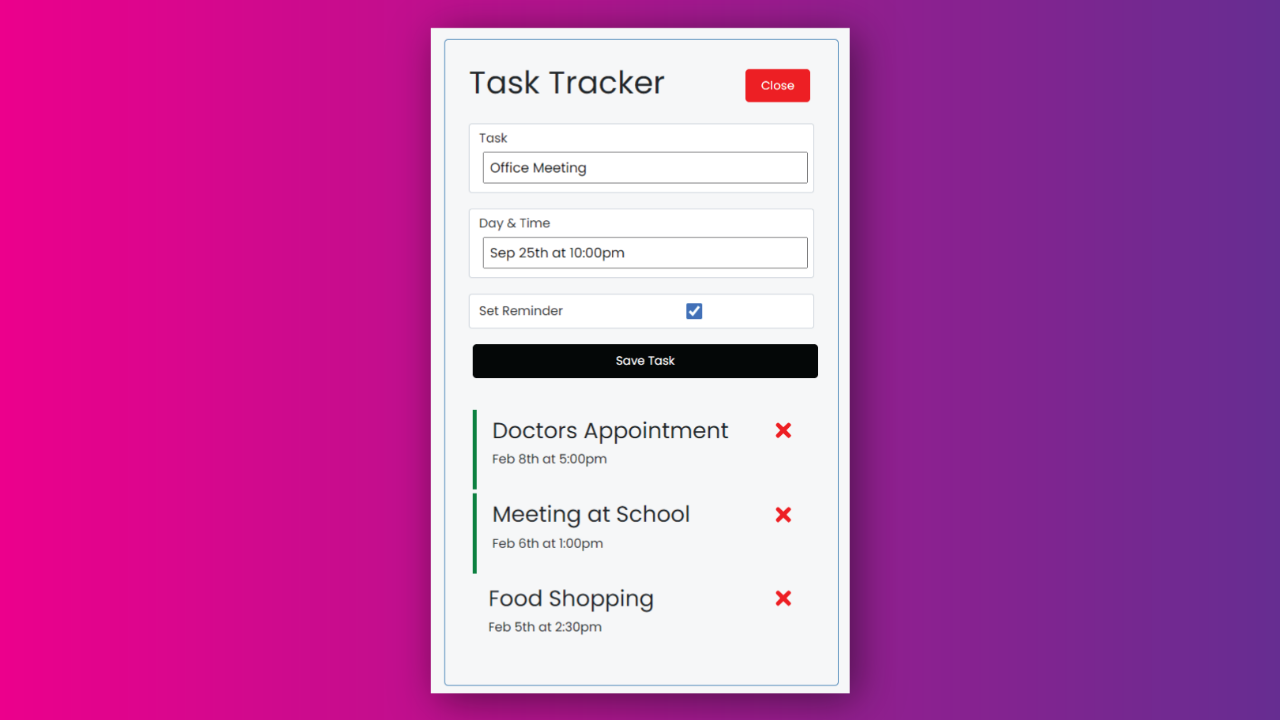 Task Tracker
Close
Task
Office Meeting
Day & Time
Sep 25th at 10:00pm
Set Reminder
Save Task
Doctors Appointment
Feb 8th at 5:00pm
Meeting at School
Feb 6th at 1:00pm
Food Shopping
Feb 5th at 2:30pm